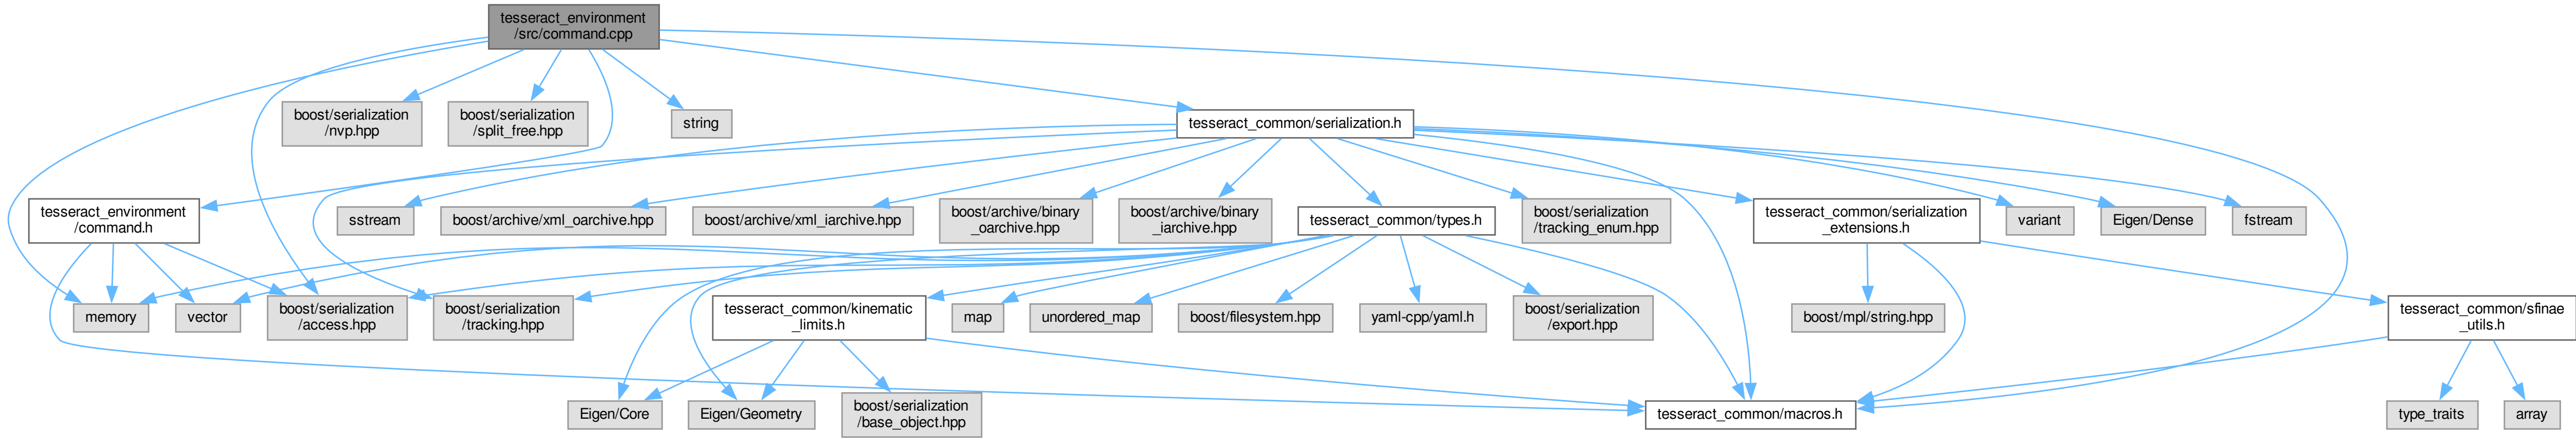 tesseract_environment
/src/command.cpp
boost/serialization
/nvp.hpp
boost/serialization
/split_free.hpp
string
tesseract_common/serialization.h
tesseract_environment
/command.h
sstream
boost/archive/xml_oarchive.hpp
boost/archive/xml_iarchive.hpp
boost/archive/binary
_oarchive.hpp
boost/archive/binary
_iarchive.hpp
tesseract_common/types.h
boost/serialization
/tracking_enum.hpp
tesseract_common/serialization
_extensions.h
variant
Eigen/Dense
fstream
memory
vector
boost/serialization
/access.hpp
boost/serialization
/tracking.hpp
tesseract_common/kinematic
_limits.h
map
unordered_map
boost/filesystem.hpp
yaml-cpp/yaml.h
boost/serialization
/export.hpp
boost/mpl/string.hpp
tesseract_common/sfinae
_utils.h
Eigen/Core
Eigen/Geometry
boost/serialization
/base_object.hpp
tesseract_common/macros.h
type_traits
array